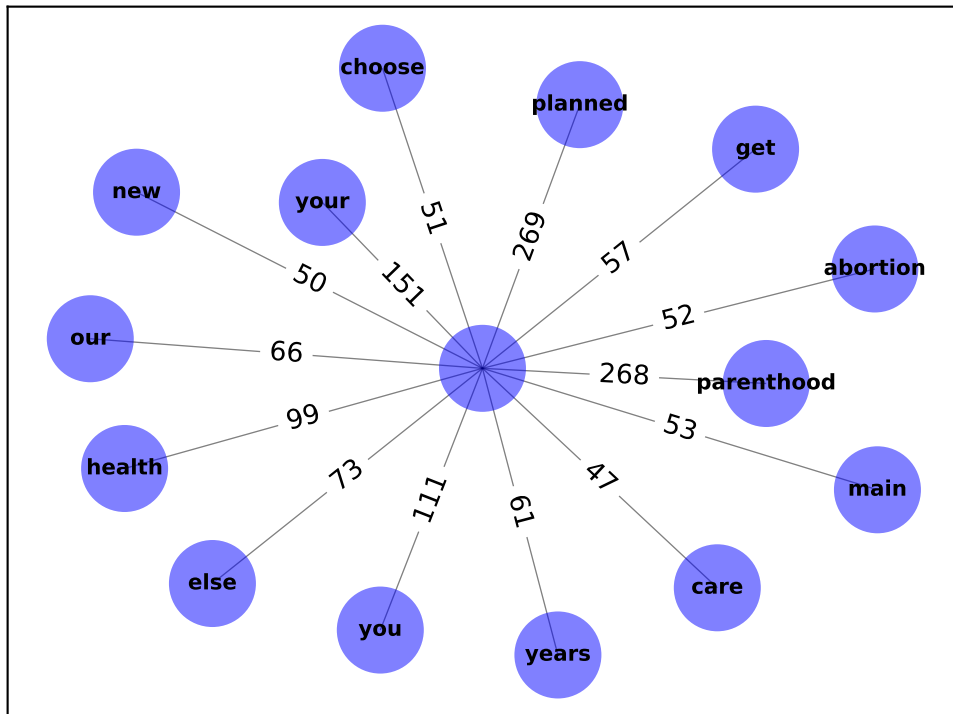 choose
planned
get
new
your
51
269
57
abortion
50
151
52
our
66
268
parenthood
99
53
health
73
111
61
47
main
else
care
you
years